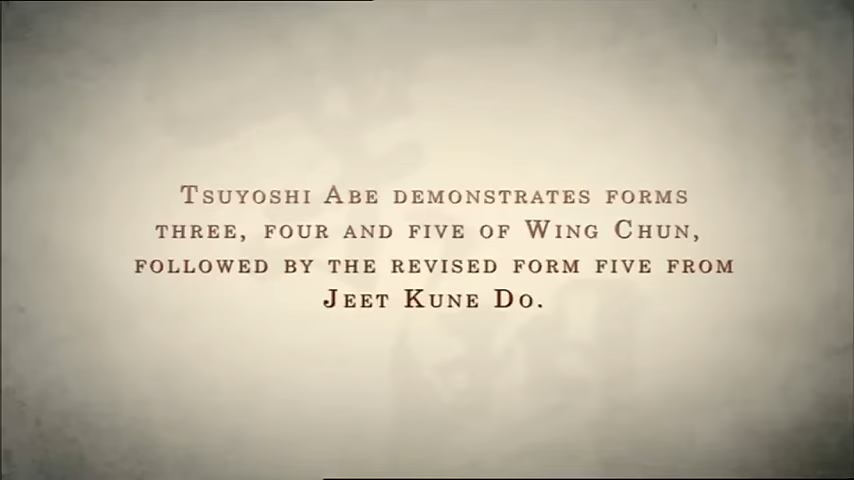 Tsuyoshi Abe demonstrates forms
three, four and five of Wing Chun,
followed by the revised form five from
Jeet Kune Do.